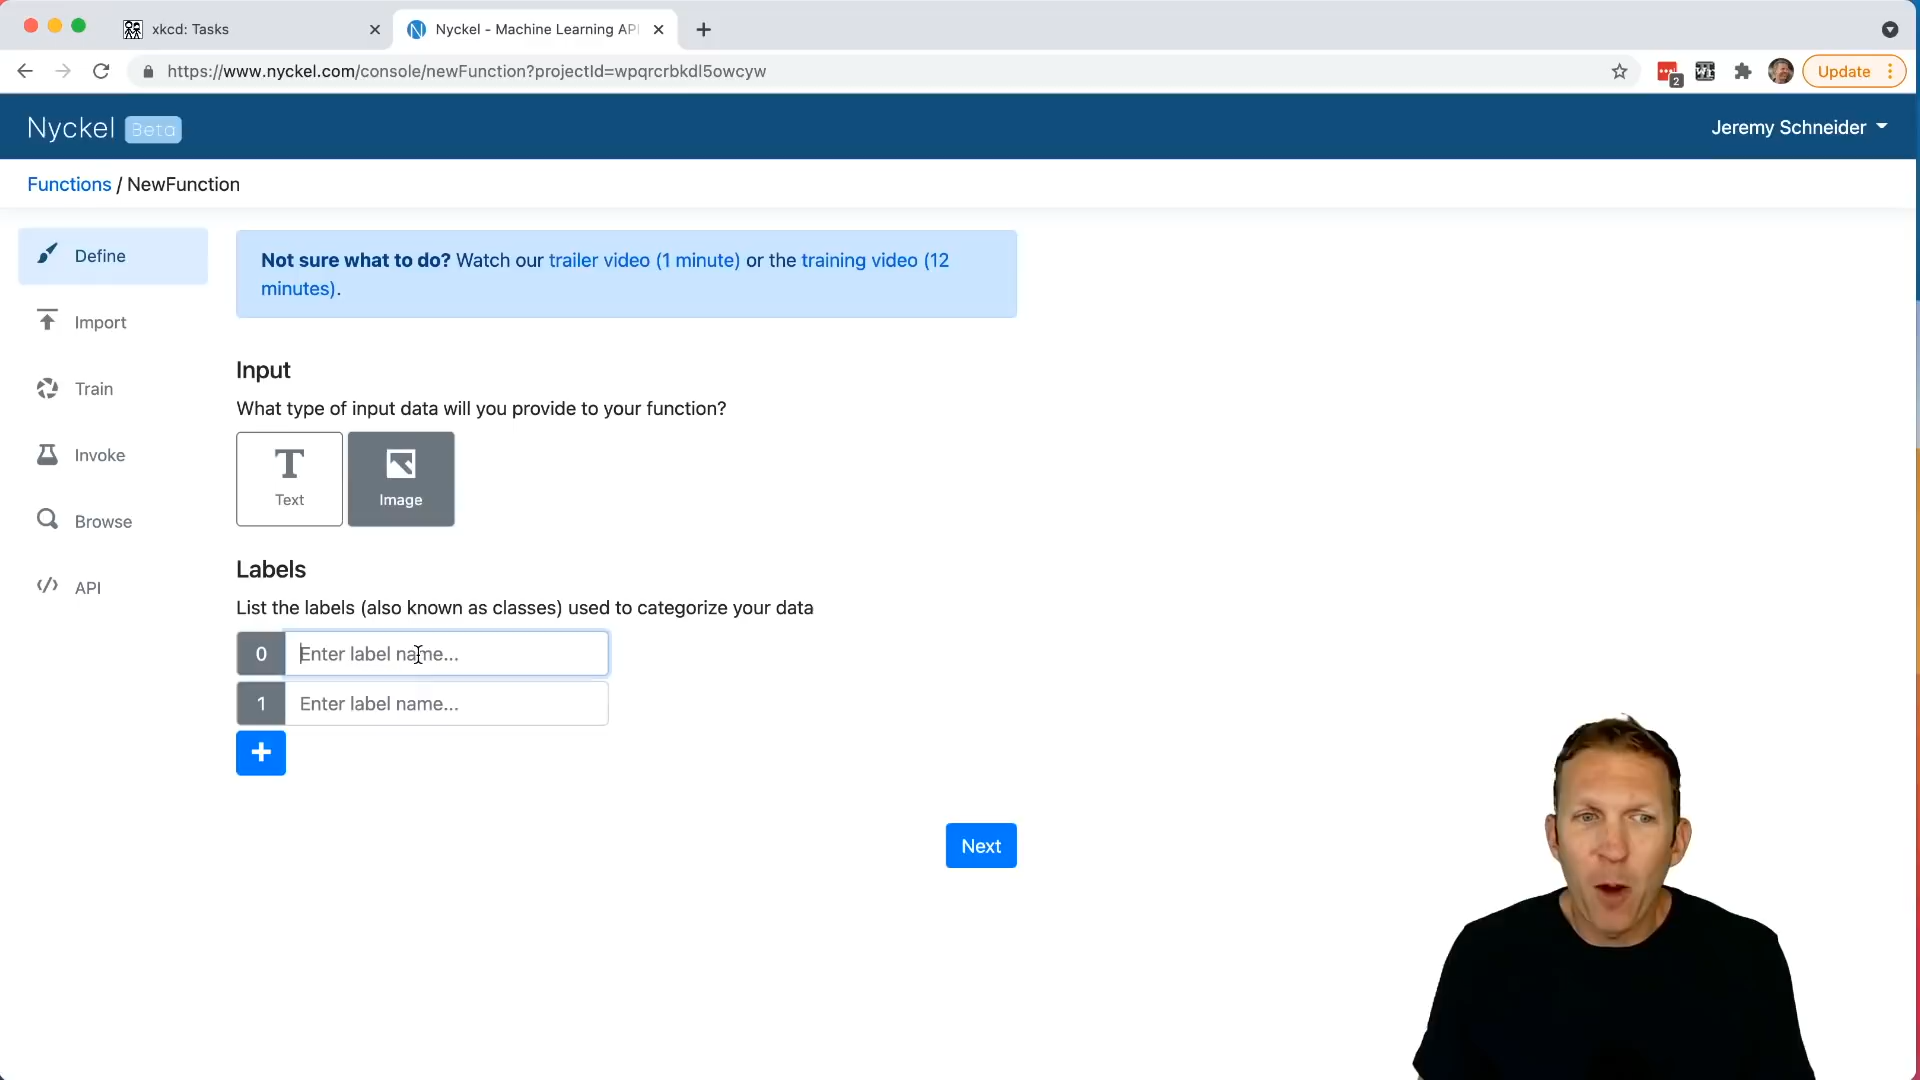 xkcd: Tasks
Nyckel - Machine Learning API
https://www.nyckel.com/console/newFunction?projectId=wpqrcrbkdl5owcyw
2
Update
Nyckel Beta
Jeremy Schneider
Functions / NewFunction
Define
Import
Train
Invoke
Browse
API
Not sure what to do? Watch our trailer video (1 minute) or the training video (12
minutes).
Input
What type of input data will you provide to your function?
T
Text
Image
Labels
List the labels (also known as classes) used to categorize your data
0 Enter label name...
1 Enter label name...
Next